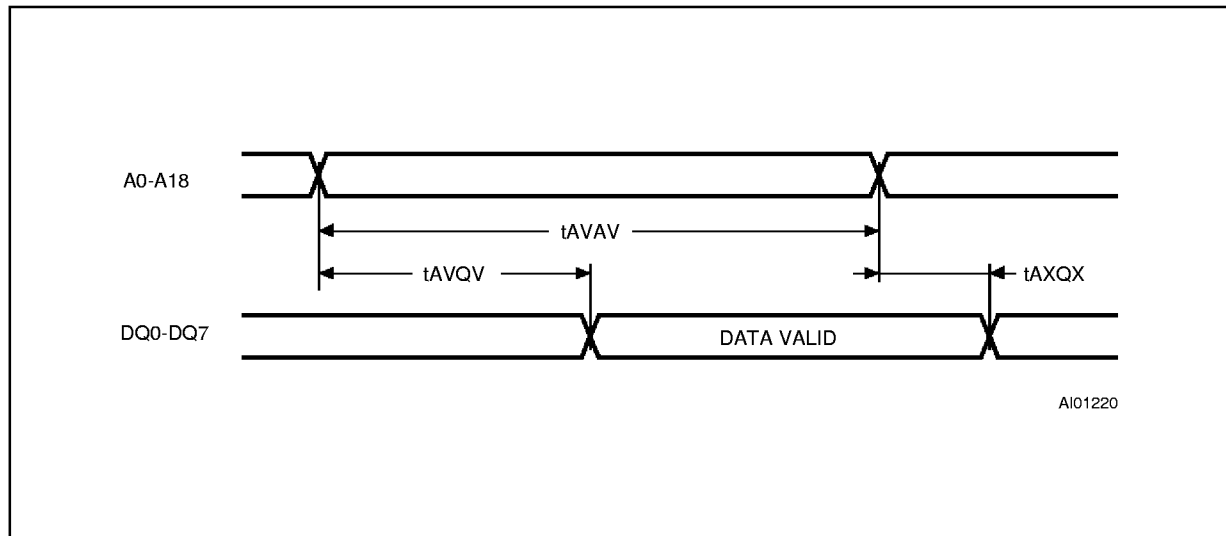 A0-A18
tAVAV
tAVQV
tAXQX
DQ0-DQ7
DATA VALID
AI01220